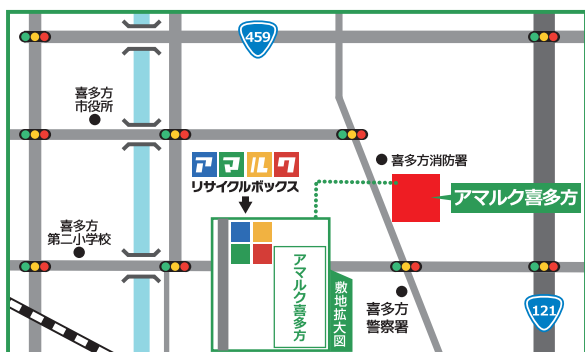 459
喜多方
市役所
アマルク
リサイクルボックス
喜多方消防署
アマルク喜多方
喜多方
第二小学校
アマルク喜多方
敷地拡大図
喜多方
警察署
121